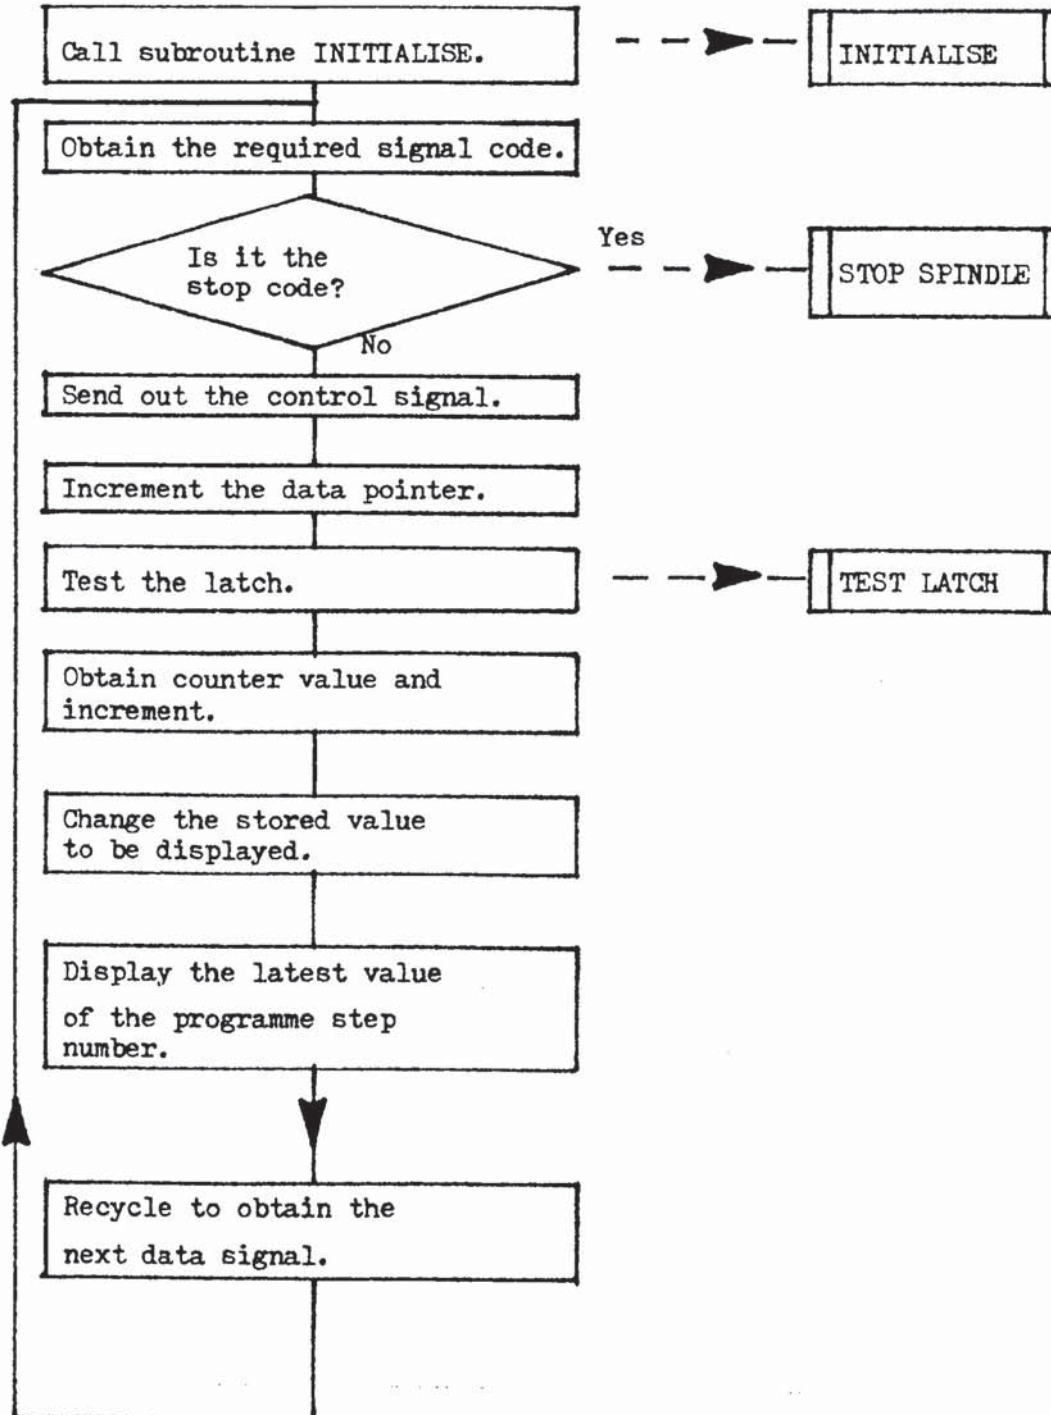 Call subroutine INITIALISE.
INITIALISE
Obtain the required signal code.
Is it the
stop code?
Yes
STOP SPINDLE
No
Send out the control signal.
Increment the data pointer.
Test the latch.
TEST LATCH
Obtain counter value and
increment.
Change the stored value
to be displayed.
Display the latest value
of the programme step
number.
Recycle to obtain the
next data signal.